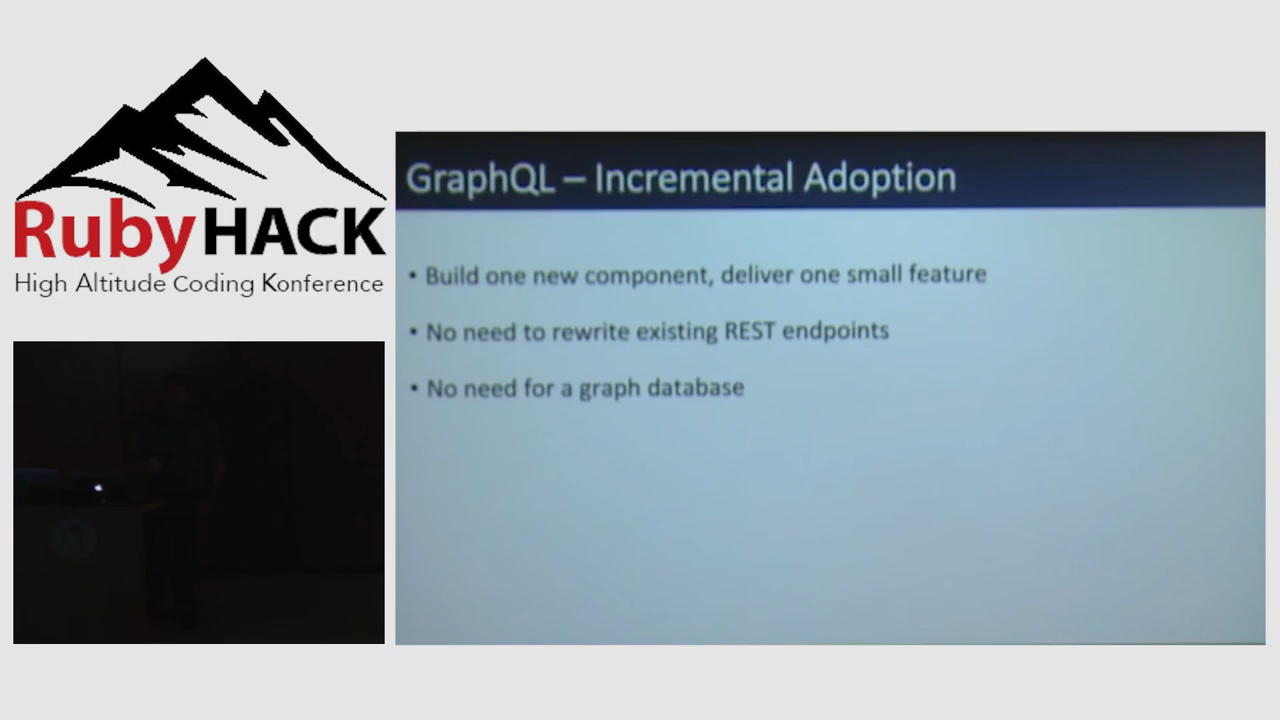 RubyHACK
High Altitude Coding Konference
GraphQL – Incremental Adoption
• Build one new component, deliver one small feature
• No need to rewrite existing REST endpoints
• No need for a graph database